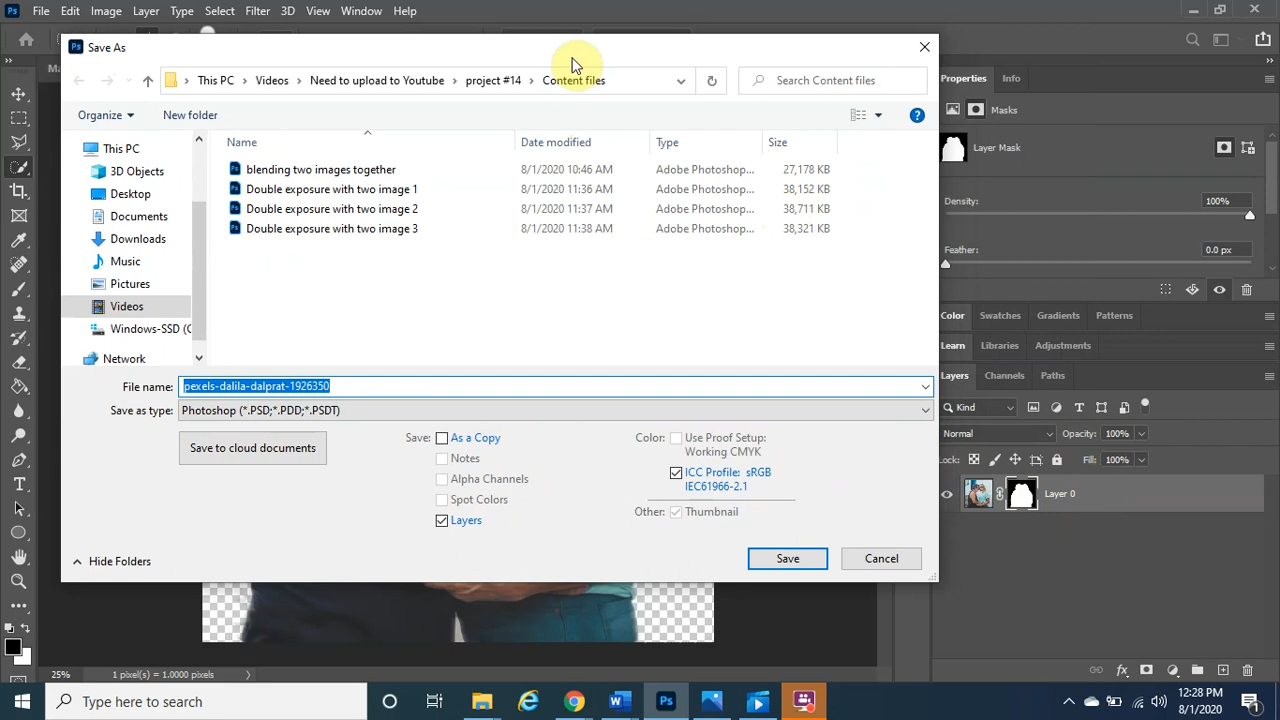 File Edit Image Layer Type Select Filter 3D View Window Help
Save As
This PC > Videos > Need to upload to Youtube > project #14 > Content files
Search Content files
Organize New folder
Name Date modified Type Size
This PC
3D Objects
Desktop
Documents
Downloads
Music
Pictures
Videos
Windows-SSD (C
Network
blending two images together 8/1/2020 10:46 AM Adobe Photoshop... 27,178 KB
Double exposure with two image 1 8/1/2020 11:36 AM Adobe Photoshop... 38,152 KB
Double exposure with two image 2 8/1/2020 11:37 AM Adobe Photoshop... 38,711 KB
Double exposure with two image 3 8/1/2020 11:38 AM Adobe Photoshop... 38,321 KB
File name: pexels-dalila-dalprat-1926350
Save as type: Photoshop (*.PSD;*.PDD;*.PSDT)
Save to cloud documents
Save: As a Copy
Notes
Alpha Channels
Spot Colors
Layers
Color: Use Proof Setup:
Working CMYK
ICC Profile: sRGB
IEC61966-2.1
Other: Thumbnail
Hide Folders
Save Cancel
Properties Info
Masks
Layer Mask
Density: 100%
Feather: 0.0 px
Color Swatches Gradients Patterns
Learn Libraries Adjustments
Layers Channels Paths
Kind
Normal Opacity: 100%
Lock: Fill: 100%
Layer 0
25% 1 pixel(s) = 1.0000 pixels
Type here to search
12:28 PM
8/1/2020